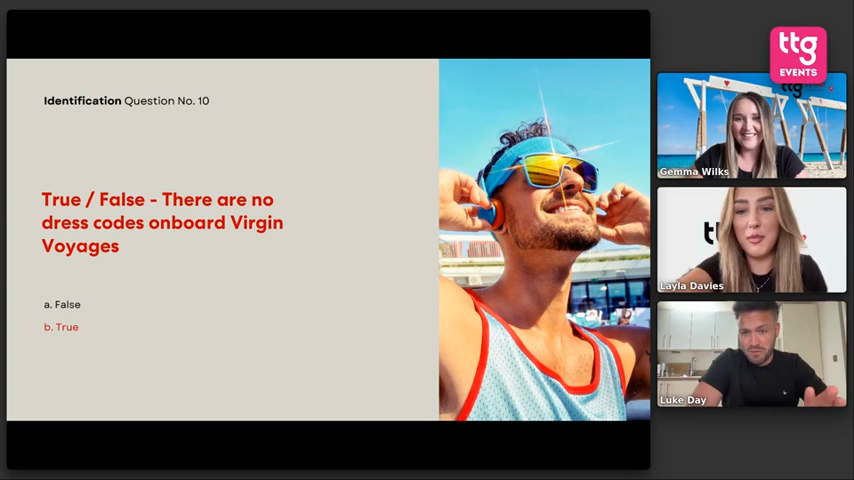 Identification Question No. 10
True / False - There are no
dress codes onboard Virgin
Voyages
a. False
b. True
ttg
EVENTS
ttg
Gemma Wilks
Layla Davies
Luke Day